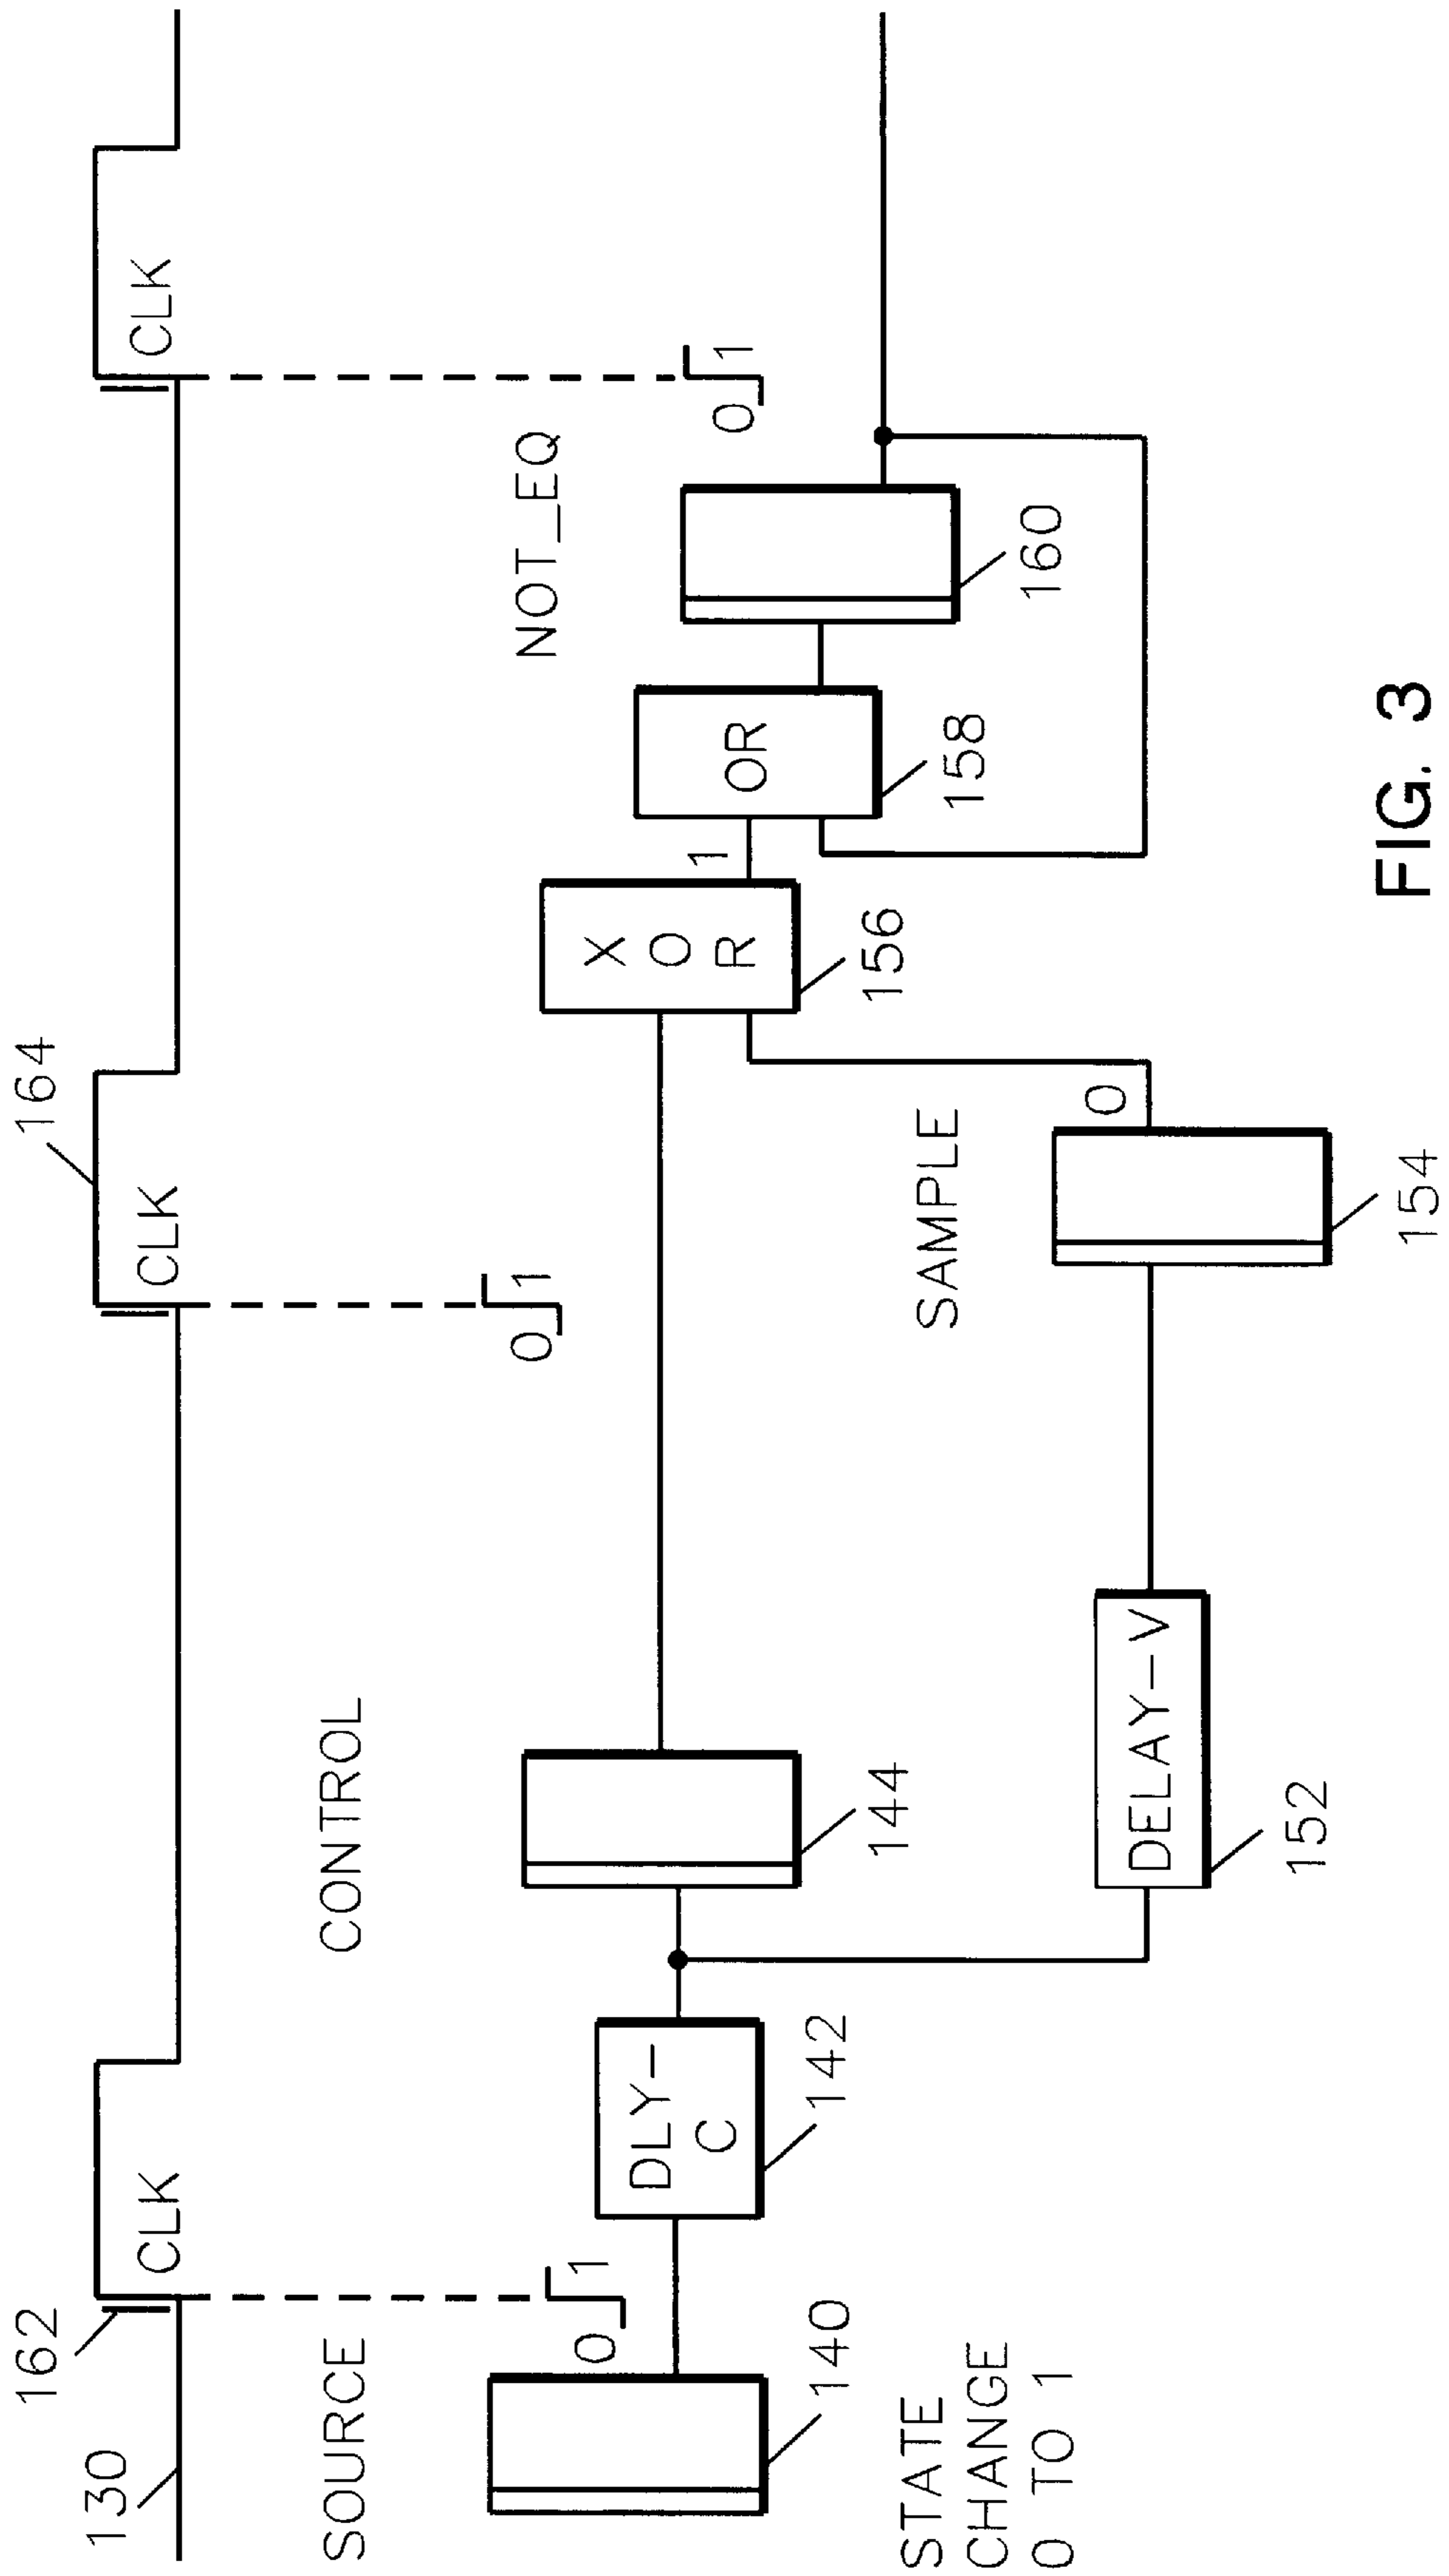 162
164
130
CLK
CLK
CLK
SOURCE
CONTROL
NOT_EQ
0 1
0 1
0 1
DLY-
C
X
O
R
1
OR
140
142
144
156
158
160
STATE
CHANGE
0 TO 1
SAMPLE
0
DELAY-V
152
154
FIG. 3